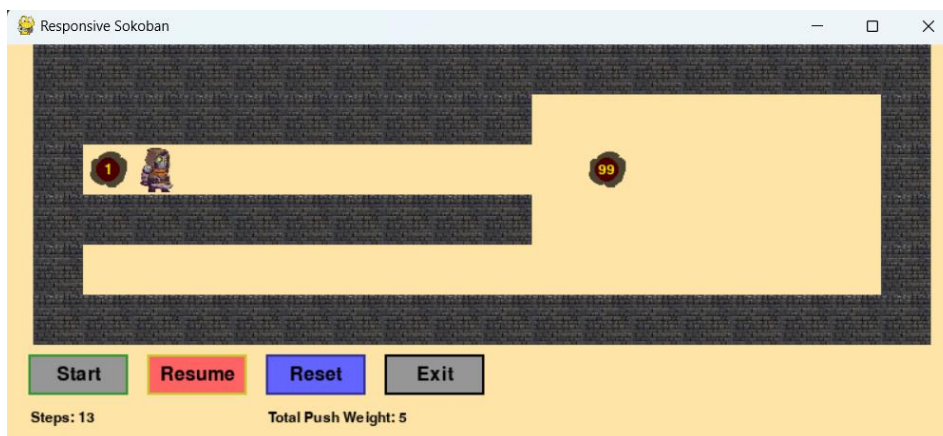 Responsive Sokoban
1 99
Start Resume Reset Exit
Steps: 13 Total Push Weight: 5